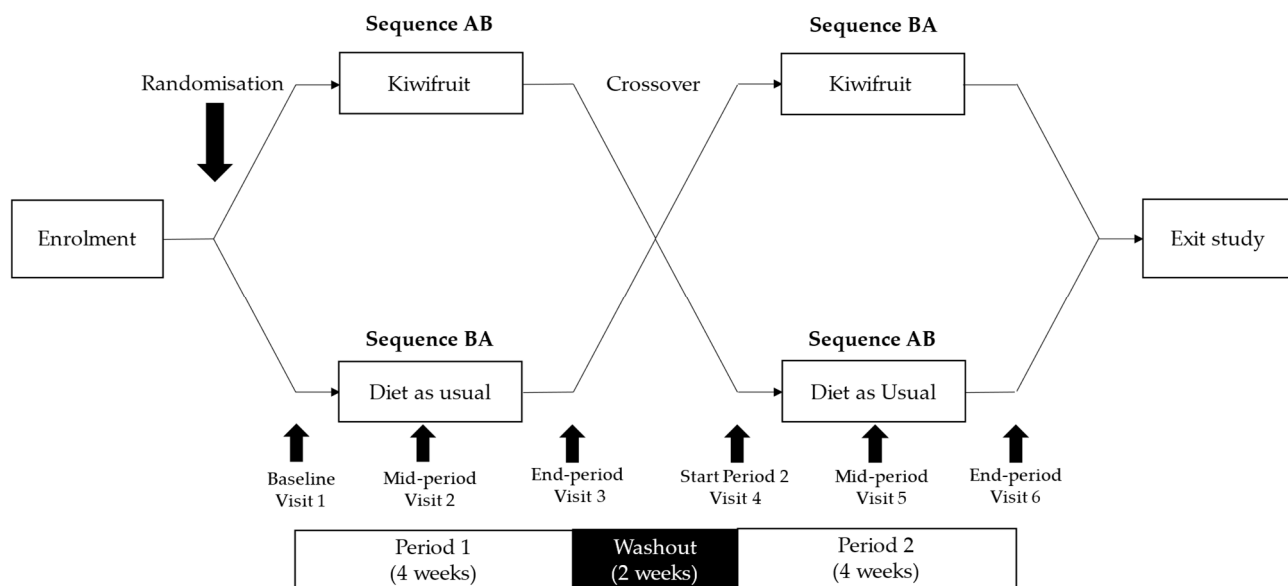 Sequence AB
Sequence BA
Randomisation
Kiwifruit
Crossover
Kiwifruit
Enrolment
Exit study
Sequence BA
Sequence AB
Diet as usual
Diet as Usual
Baseline
Visit 1
Mid-period
Visit 2
End-period
Visit 3
Start Period 2
Visit 4
Mid-period
Visit 5
End-period
Visit 6
Period 1
(4 weeks)
Washout
(2 weeks)
Period 2
(4 weeks)